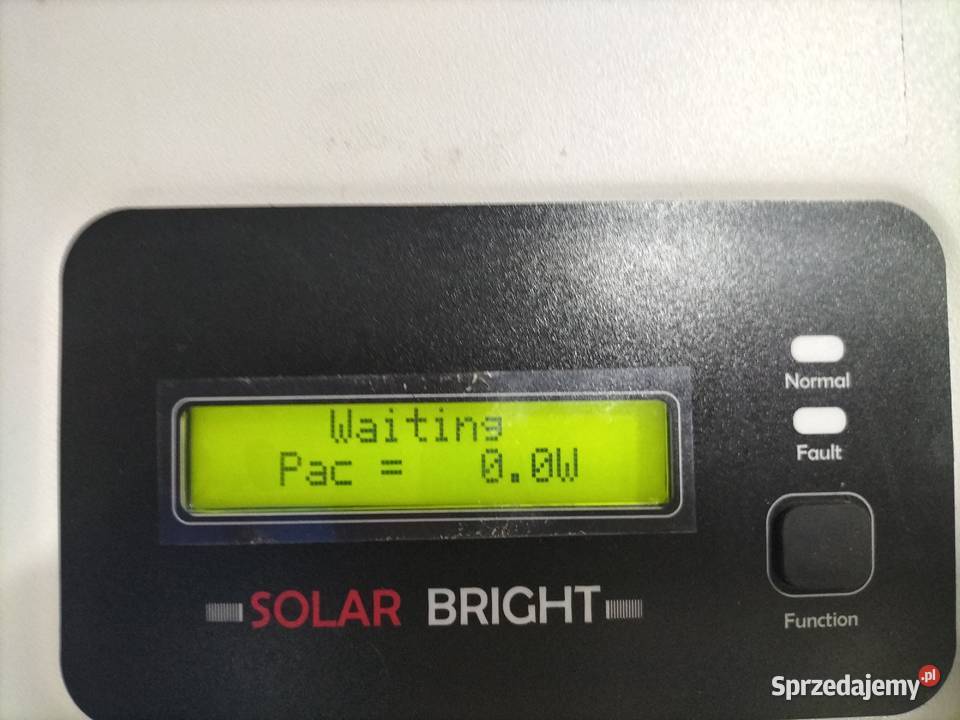 Waiting
Pac = 0.0W
Normal
Fault
SOLAR BRIGHT
Function
Sprzedajemy.pl